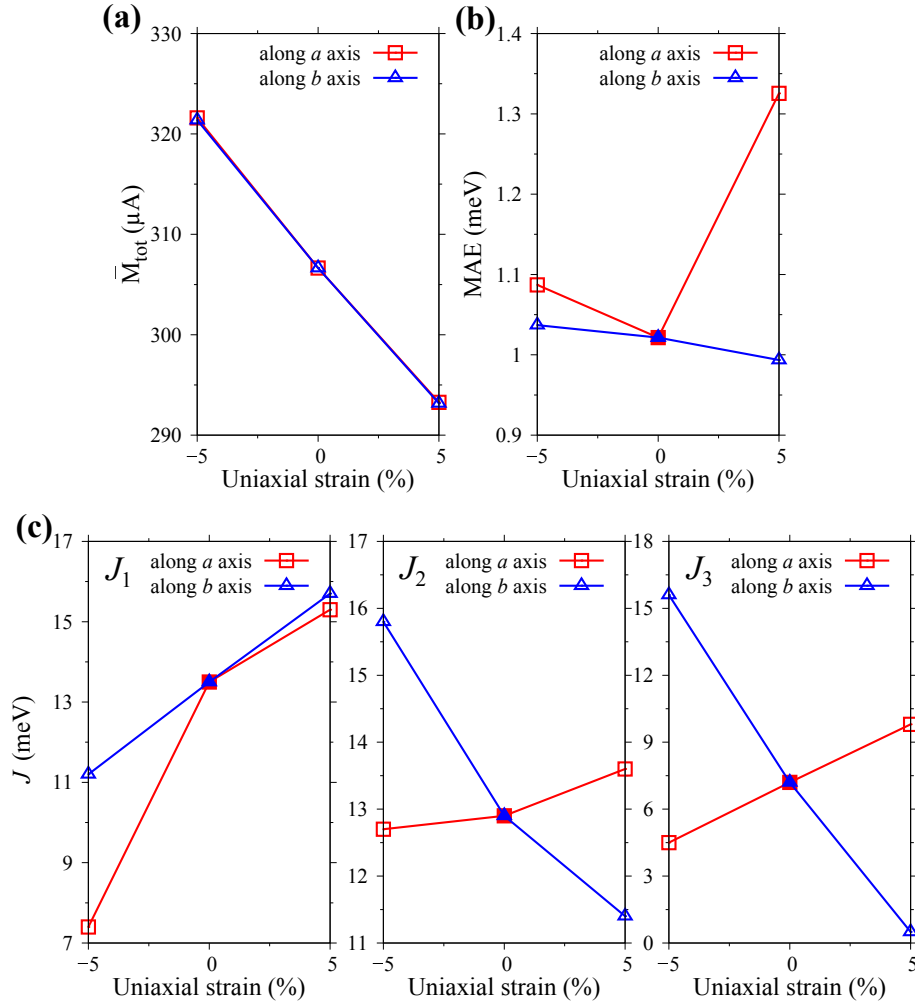 (a)
330
320
310
300
290
M̄tot (μA)
along a axis
along b axis
−5
0
5
Uniaxial strain (%)
(b)
1.4
1.3
1.2
1.1
1
0.9
MAE (meV)
along a axis
along b axis
−5
0
5
Uniaxial strain (%)
(c)
17
15
13
11
9
7
J (meV)
J1
along a axis
along b axis
−5
0
5
Uniaxial strain (%)
17
16
15
14
13
12
11
J2
along a axis
along b axis
−5
0
5
Uniaxial strain (%)
18
15
12
9
6
3
0
J3
along a axis
along b axis
−5
0
5
Uniaxial strain (%)